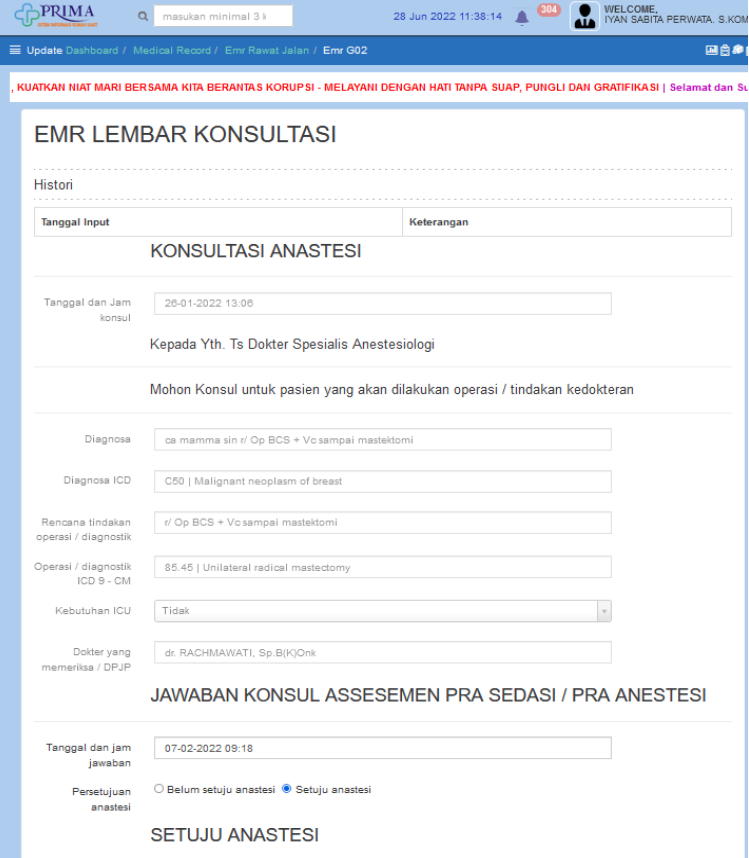 PRIMA
SISTEM INFORMASI RUMAH SAKIT
masukan minimal 3 k
28 Jun 2022 11:38:14
304
WELCOME,
IYAN SABITA PERWATA. S.KOM
Update Dashboard / Medical Record / Emr Rawat Jalan / Emr G02
, KUATKAN NIAT MARI BERSAMA KITA BERANTAS KORUPSI - MELAYANI DENGAN HATI TANPA SUAP, PUNGLI DAN GRATIFIKASI | Selamat dan Su
EMR LEMBAR KONSULTASI
Histori
Tanggal Input Keterangan
KONSULTASI ANASTESI
Tanggal dan Jam konsul
26-01-2022 13:06
Kepada Yth. Ts Dokter Spesialis Anestesiologi
Mohon Konsul untuk pasien yang akan dilakukan operasi / tindakan kedokteran
Diagnosa
ca mamma sin r/ Op BCS + Vc sampai mastektomi
Diagnosa ICD
C50 | Malignant neoplasm of breast
Rencana tindakan
operasi / diagnostik
r/ Op BCS + Vc sampai mastektomi
Operasi / diagnostik
ICD 9 - CM
85.45 | Unilateral radical mastectomy
Kebutuhan ICU
Tidak
Dokter yang
memeriksa / DPJP
dr. RACHMAWATI, Sp.B(K)Onk
JAWABAN KONSUL ASSESEMEN PRA SEDASI / PRA ANESTESI
Tanggal dan jam
jawaban
07-02-2022 09:18
Persetujuan
anastesi
Belum setuju anastesi Setuju anastesi
SETUJU ANASTESI